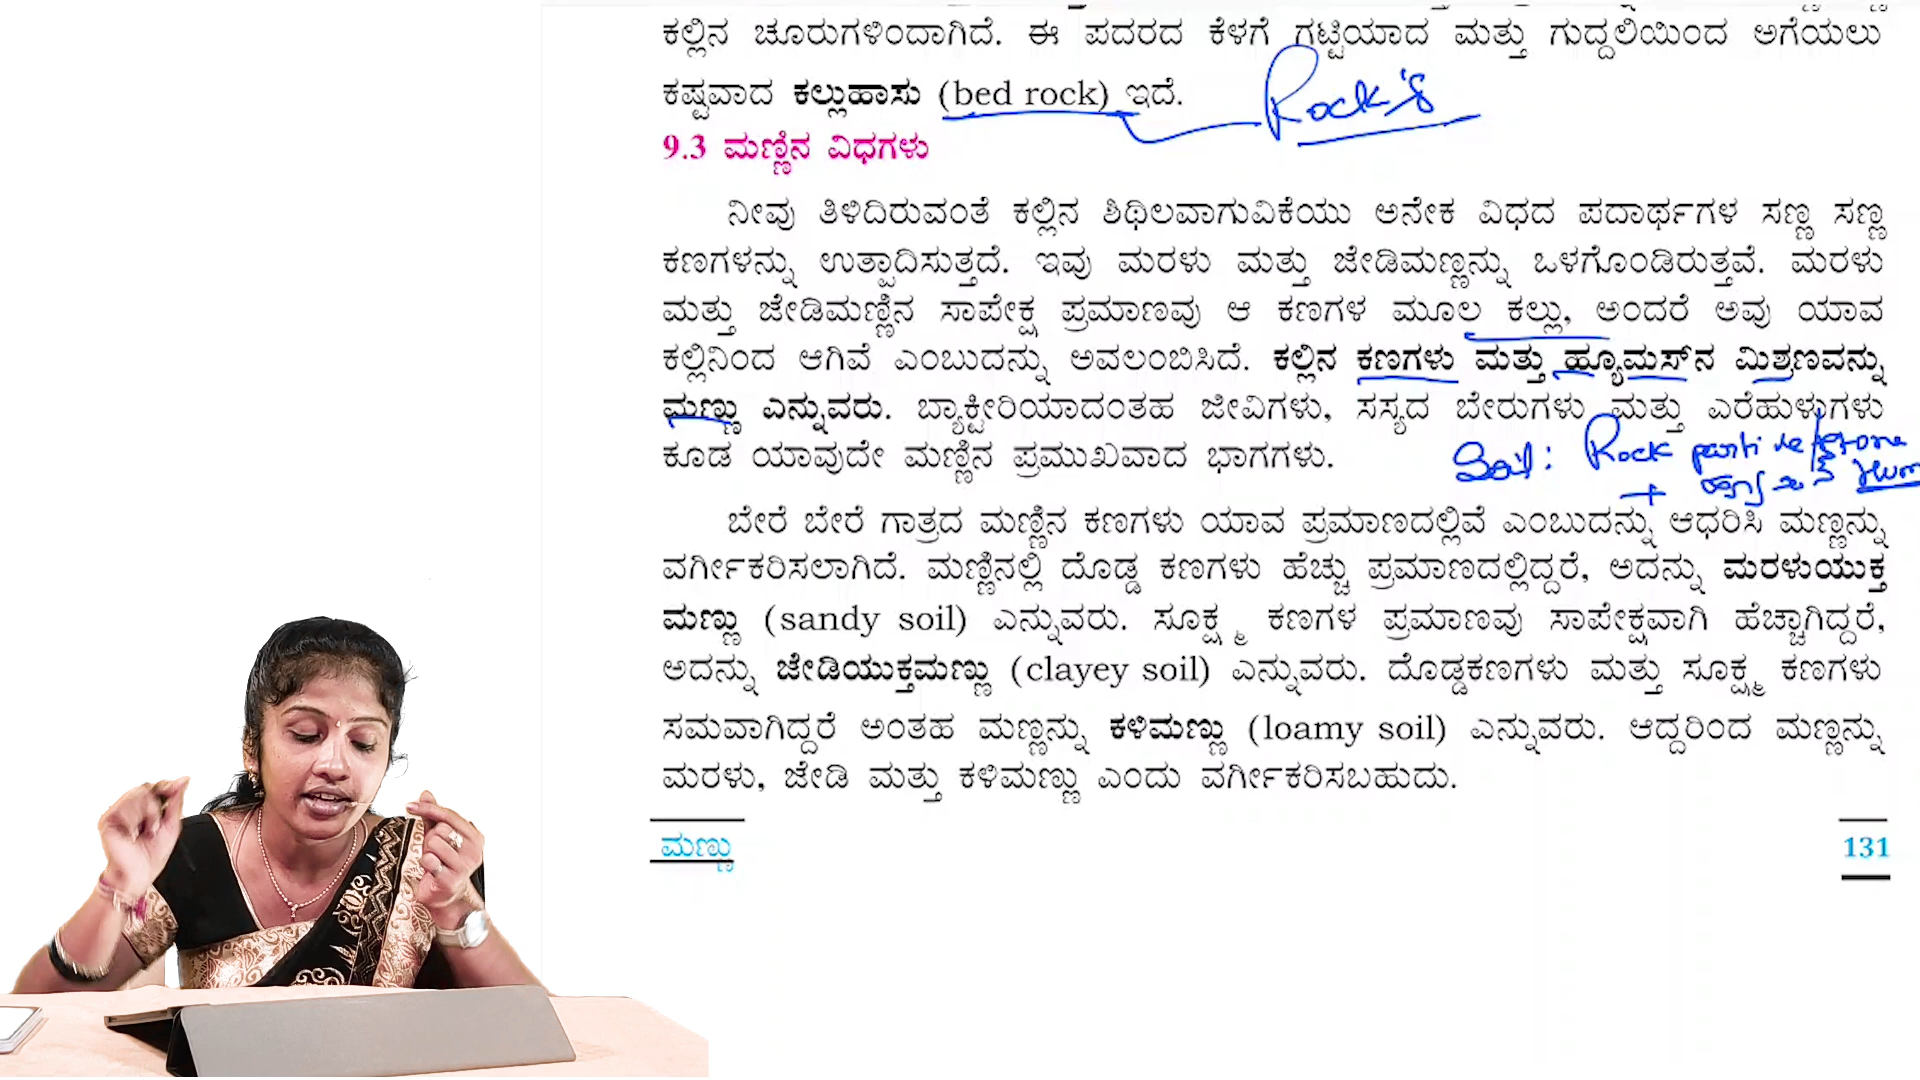 ಕಲ್ಲಿನ ಚೂರುಗಳಿಂದಾಗಿದೆ. ಈ ಪದರದ ಕೆಳಗೆ ಗಟ್ಟಿಯಾದ ಮತ್ತು ಗುದ್ದಲಿಯಿಂದ ಅಗೆಯಲು
ಕಷ್ಟವಾದ ಕಲ್ಲುಹಾಸು (bed rock) ಇದೆ.
Rock's
9.3 ಮಣ್ಣಿನ ವಿಧಗಳು
ನೀವು ತಿಳಿದಿರುವಂತೆ ಕಲ್ಲಿನ ಶಿಥಿಲವಾಗುವಿಕೆಯು ಅನೇಕ ವಿಧದ ಪದಾರ್ಥಗಳ ಸಣ್ಣ ಸಣ್ಣ
ಕಣಗಳನ್ನು ಉತ್ಪಾದಿಸುತ್ತದೆ. ಇವು ಮರಳು ಮತ್ತು ಜೇಡಿಮಣ್ಣನ್ನು ಒಳಗೊಂಡಿರುತ್ತವೆ. ಮರಳು
ಮತ್ತು ಜೇಡಿಮಣ್ಣಿನ ಸಾಪೇಕ್ಷ ಪ್ರಮಾಣವು ಆ ಕಣಗಳ ಮೂಲ ಕಲ್ಲು, ಅಂದರೆ ಅವು ಯಾವ
ಕಲ್ಲಿನಿಂದ ಆಗಿವೆ ಎಂಬುದನ್ನು ಅವಲಂಬಿಸಿದೆ. ಕಲ್ಲಿನ ಕಣಗಳು ಮತ್ತು ಹ್ಯೂಮಸ್‌ನ ಮಿಶ್ರಣವನ್ನು
ಮಣ್ಣು ಎನ್ನುವರು. ಬ್ಯಾಕ್ಟೀರಿಯಾದಂತಹ ಜೀವಿಗಳು, ಸಸ್ಯದ ಬೇರುಗಳು ಮತ್ತು ಎರೆಹುಳುಗಳು
ಕೂಡ ಯಾವುದೇ ಮಣ್ಣಿನ ಪ್ರಮುಖವಾದ ಭಾಗಗಳು.
Soil: Rock
+
ಬೇರೆ ಬೇರೆ ಗಾತ್ರದ ಮಣ್ಣಿನ ಕಣಗಳು ಯಾವ ಪ್ರಮಾಣದಲ್ಲಿವೆ ಎಂಬುದನ್ನು ಆಧರಿಸಿ ಮಣ್ಣನ್ನು
ವರ್ಗೀಕರಿಸಲಾಗಿದೆ. ಮಣ್ಣಿನಲ್ಲಿ ದೊಡ್ಡ ಕಣಗಳು ಹೆಚ್ಚು ಪ್ರಮಾಣದಲ್ಲಿದ್ದರೆ, ಅದನ್ನು ಮರಳುಯುಕ್ತ
ಮಣ್ಣು (sandy soil) ಎನ್ನುವರು. ಸೂಕ್ಷ್ಮ ಕಣಗಳ ಪ್ರಮಾಣವು ಸಾಪೇಕ್ಷವಾಗಿ ಹೆಚ್ಚಾಗಿದ್ದರೆ,
ಅದನ್ನು ಜೇಡಿಯುಕ್ತಮಣ್ಣು (clayey soil) ಎನ್ನುವರು. ದೊಡ್ಡಕಣಗಳು ಮತ್ತು ಸೂಕ್ಷ್ಮ ಕಣಗಳು
ಸಮವಾಗಿದ್ದರೆ ಅಂತಹ ಮಣ್ಣನ್ನು ಕಳಿಮಣ್ಣು (loamy soil) ಎನ್ನುವರು. ಆದ್ದರಿಂದ ಮಣ್ಣನ್ನು
ಮರಳು, ಜೇಡಿ ಮತ್ತು ಕಳಿಮಣ್ಣು ಎಂದು ವರ್ಗೀಕರಿಸಬಹುದು.
ಮಣ್ಣು
131